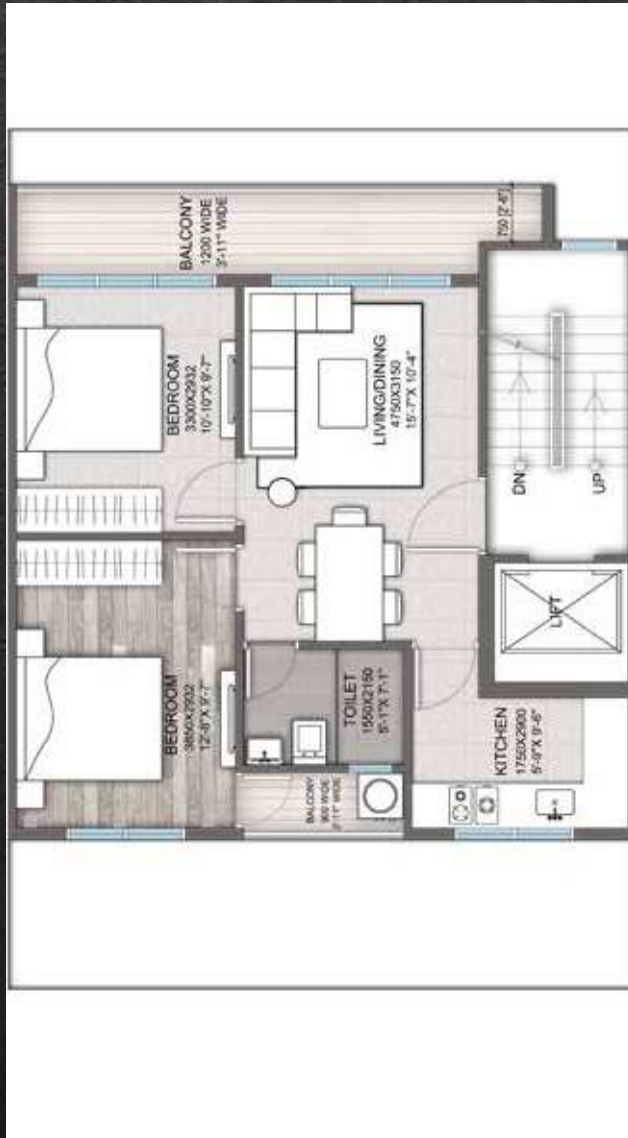 BALCONY
1200 WIDE
3'-11" WIDE
750 [2'-6"]
BEDROOM
3300X2932
10'-10"X 9'-7"
LIVING/DINING
4750X3150
15'-7"X 10'-4"
DN
UP
LIFT
BEDROOM
3850X2932
12'-8"X 9'-7"
TOILET
1550X2150
5'-1"X 7'-1"
KITCHEN
1750X2900
5'-9"X 9'-6"
BALCONY
900 WIDE
2'-11" WIDE